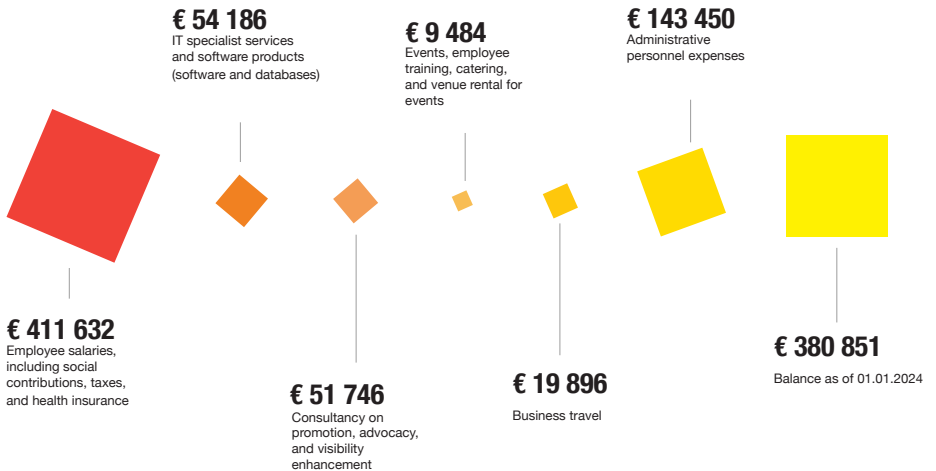 € 54 186
IT specialist services
and software products
(software and databases)
€ 9 484
Events, employee
training, catering,
and venue rental for
events
€ 143 450
Administrative
personnel expenses
€ 411 632
Employee salaries,
including social
contributions, taxes,
and health insurance
€ 51 746
Consultancy on
promotion, advocacy,
and visibility
enhancement
€ 19 896
Business travel
€ 380 851
Balance as of 01.01.2024